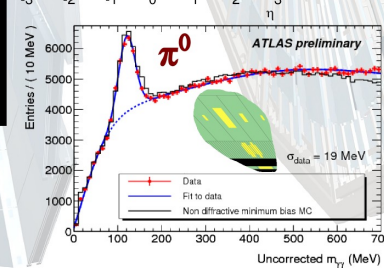 η
ATLAS preliminary
π⁰
Entries / ( 10 MeV )
6000
5000
4000
3000
2000
1000
0
σdata = 19 MeV
Data
Fit to data
Non diffractive minimum bias MC
0 100 200 300 400 500 600 700
Uncorrected mγγ (MeV)